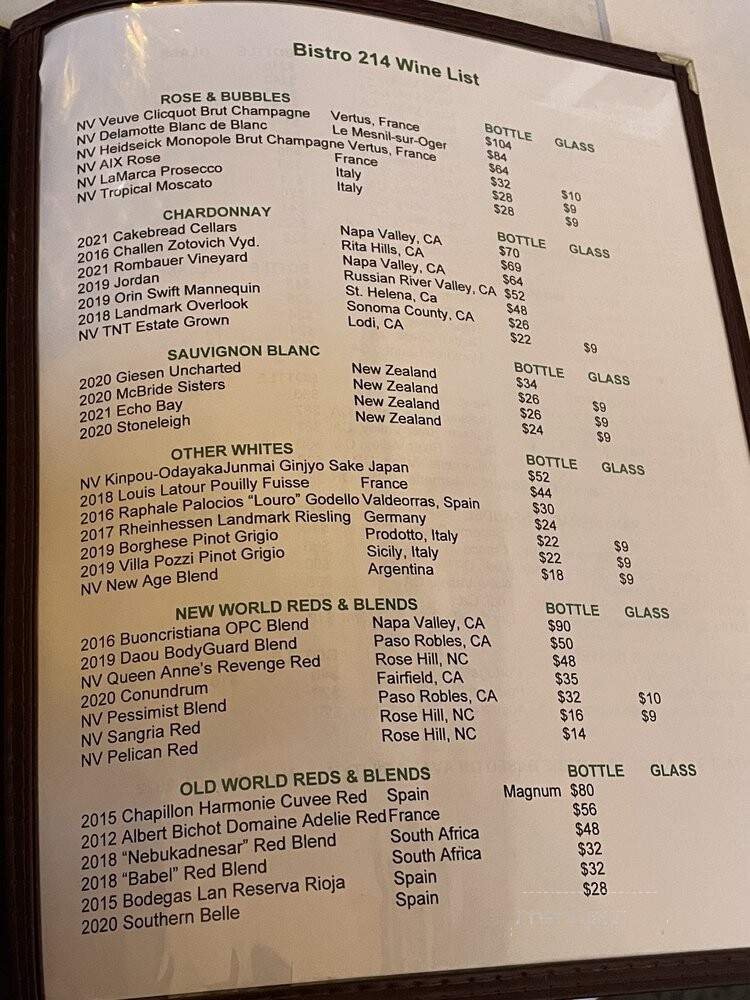 Bistro 214 Wine List
ROSE & BUBBLES BOTTLE GLASS
NV Veuve Clicquot Brut Champagne Vertus, France $104
NV Delamotte Blanc de Blanc Le Mesnil-sur-Oger $84
NV Heidseick Monopole Brut Champagne Vertus, France $64
NV AIX Rose France $32 $10
NV LaMarca Prosecco Italy $28 $9
NV Tropical Moscato Italy $28 $9
CHARDONNAY BOTTLE GLASS
2021 Cakebread Cellars Napa Valley, CA $70
2016 Challen Zotovich Vyd. Rita Hills, CA $69
2021 Rombauer Vineyard Napa Valley, CA $64
2019 Jordan Russian River Valley, CA $52
2019 Orin Swift Mannequin St. Helena, Ca $48
2018 Landmark Overlook Sonoma County, CA $26
NV TNT Estate Grown Lodi, CA $22 $9
SAUVIGNON BLANC BOTTLE GLASS
2020 Giesen Uncharted New Zealand $34
2020 McBride Sisters New Zealand $26 $9
2021 Echo Bay New Zealand $26 $9
2020 Stoneleigh New Zealand $24 $9
OTHER WHITES BOTTLE GLASS
NV Kinpou-OdayakaJunmai Ginjyo Sake Japan $52
2018 Louis Latour Pouilly Fuisse France $44
2016 Raphale Palocios "Louro" Godello Valdeorras, Spain $30
2017 Rheinhessen Landmark Riesling Germany $24
2019 Borghese Pinot Grigio Prodotto, Italy $22 $9
2019 Villa Pozzi Pinot Grigio Sicily, Italy $22 $9
NV New Age Blend Argentina $18 $9
NEW WORLD REDS & BLENDS BOTTLE GLASS
2016 Buoncristiana OPC Blend Napa Valley, CA $90
2019 Daou BodyGuard Blend Paso Robles, CA $50
NV Queen Anne's Revenge Red Rose Hill, NC $48
2020 Conundrum Fairfield, CA $35
NV Pessimist Blend Paso Robles, CA $32 $10
NV Sangria Red Rose Hill, NC $16 $9
NV Pelican Red Rose Hill, NC $14
OLD WORLD REDS & BLENDS BOTTLE GLASS
2015 Chapillon Harmonie Cuvee Red Spain Magnum $80
2012 Albert Bichot Domaine Adelie Red France $56
2018 "Nebukadnesar" Red Blend South Africa $48
2018 "Babel" Red Blend South Africa $32
2015 Bodegas Lan Reserva Rioja Spain $32
2020 Southern Belle Spain $28